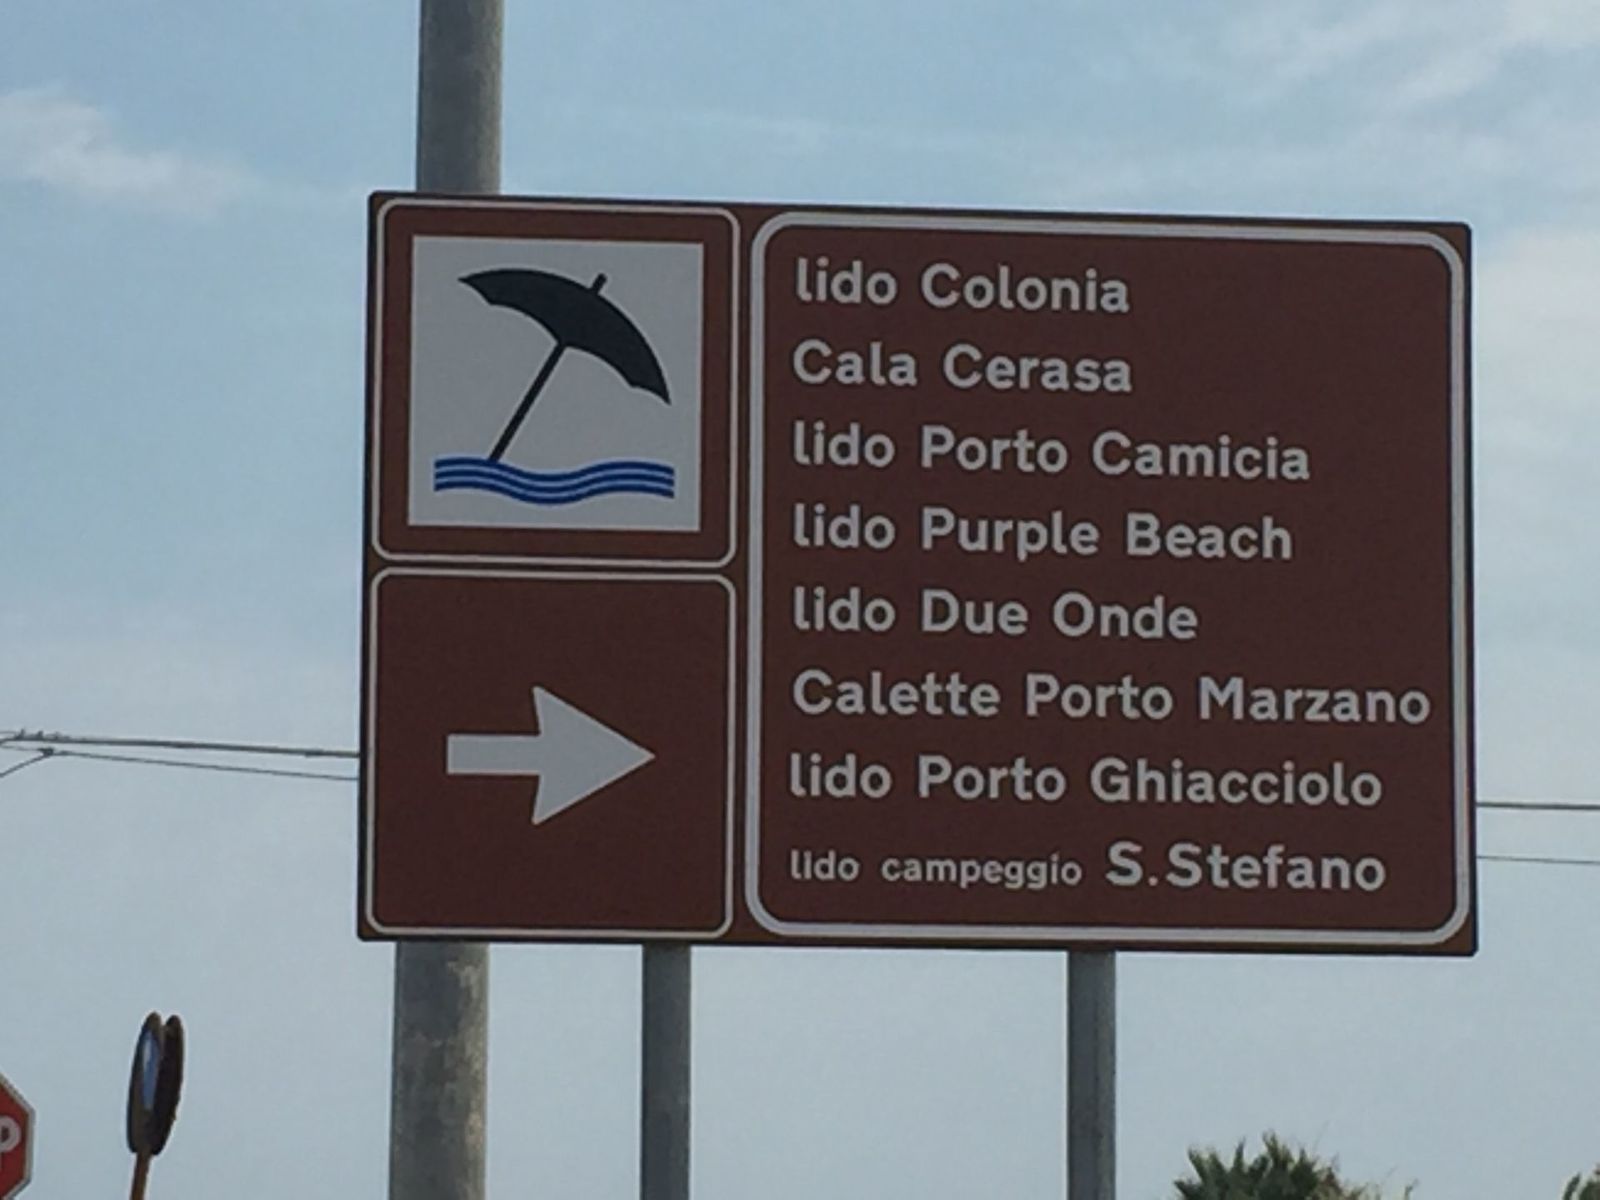 lido Colonia
Cala Cerasa
lido Porto Camicia
lido Purple Beach
lido Due Onde
Calette Porto Marzano
lido Porto Ghiacciolo
lido campeggio S.Stefano